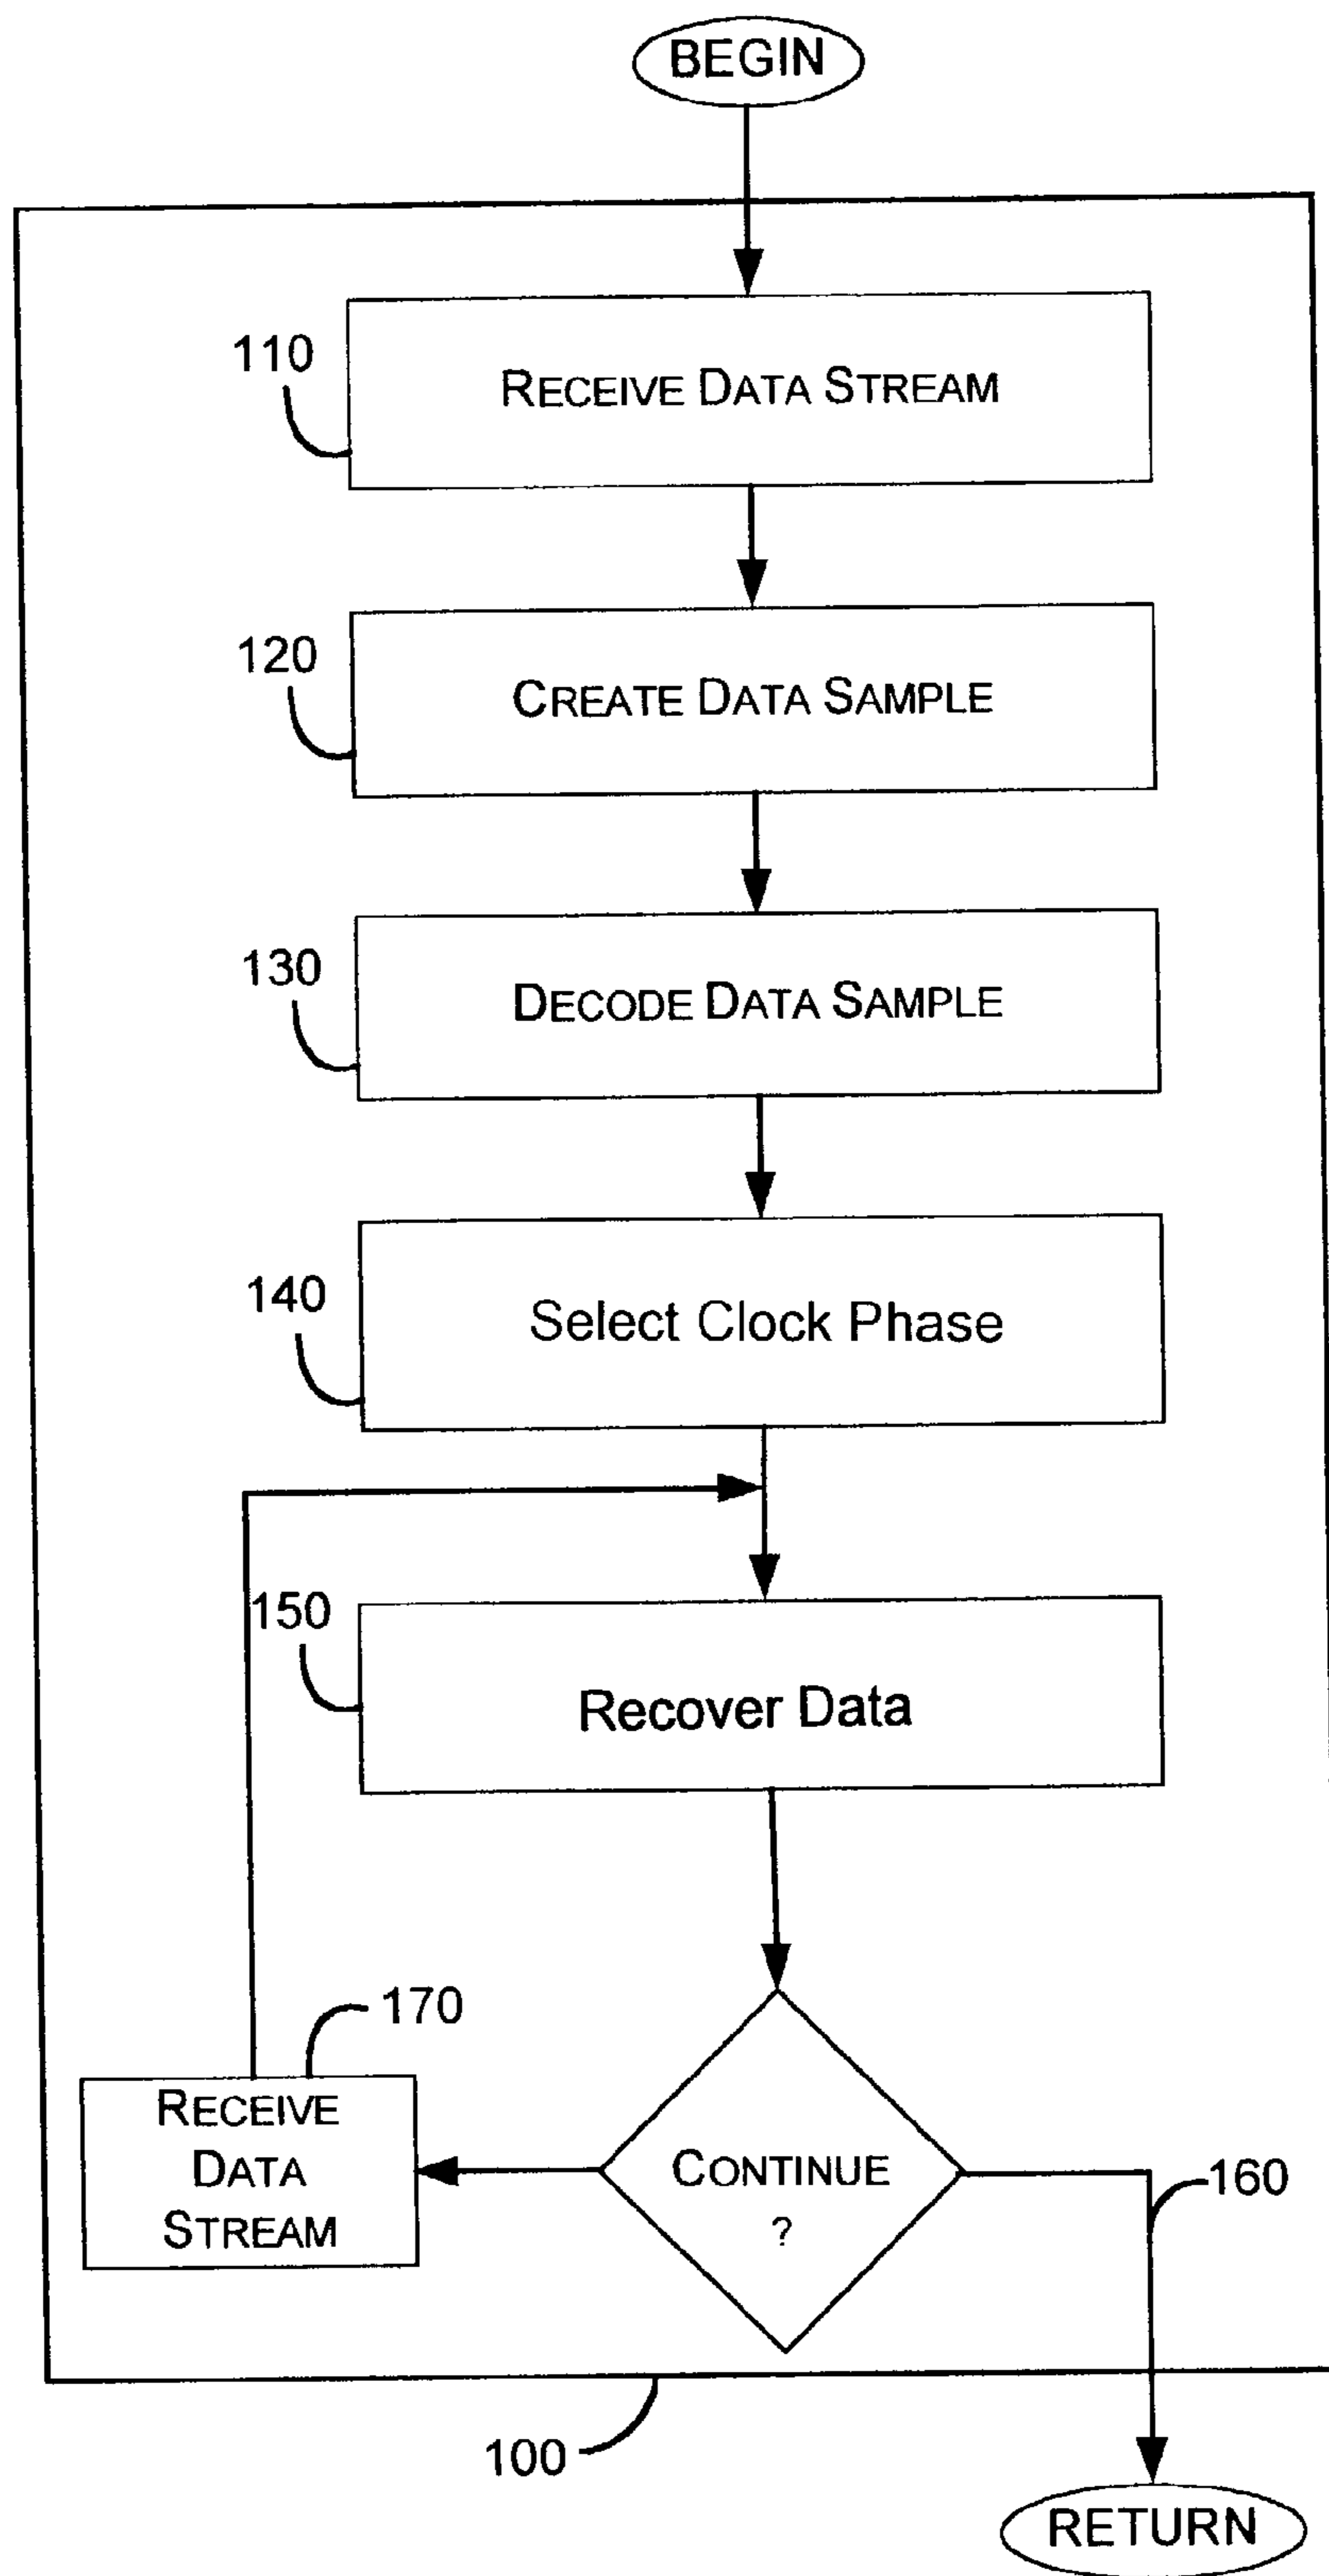 BEGIN
110
RECEIVE DATA STREAM
120
CREATE DATA SAMPLE
130
DECODE DATA SAMPLE
140
Select Clock Phase
150
Recover Data
170
RECEIVE
DATA
STREAM
CONTINUE
?
160
100
RETURN